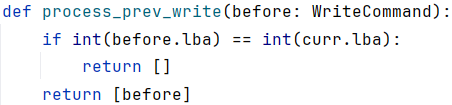 def process_prev_write(before: WriteCommand):
    if int(before.lba) == int(curr.lba):
        return []
    return [before]